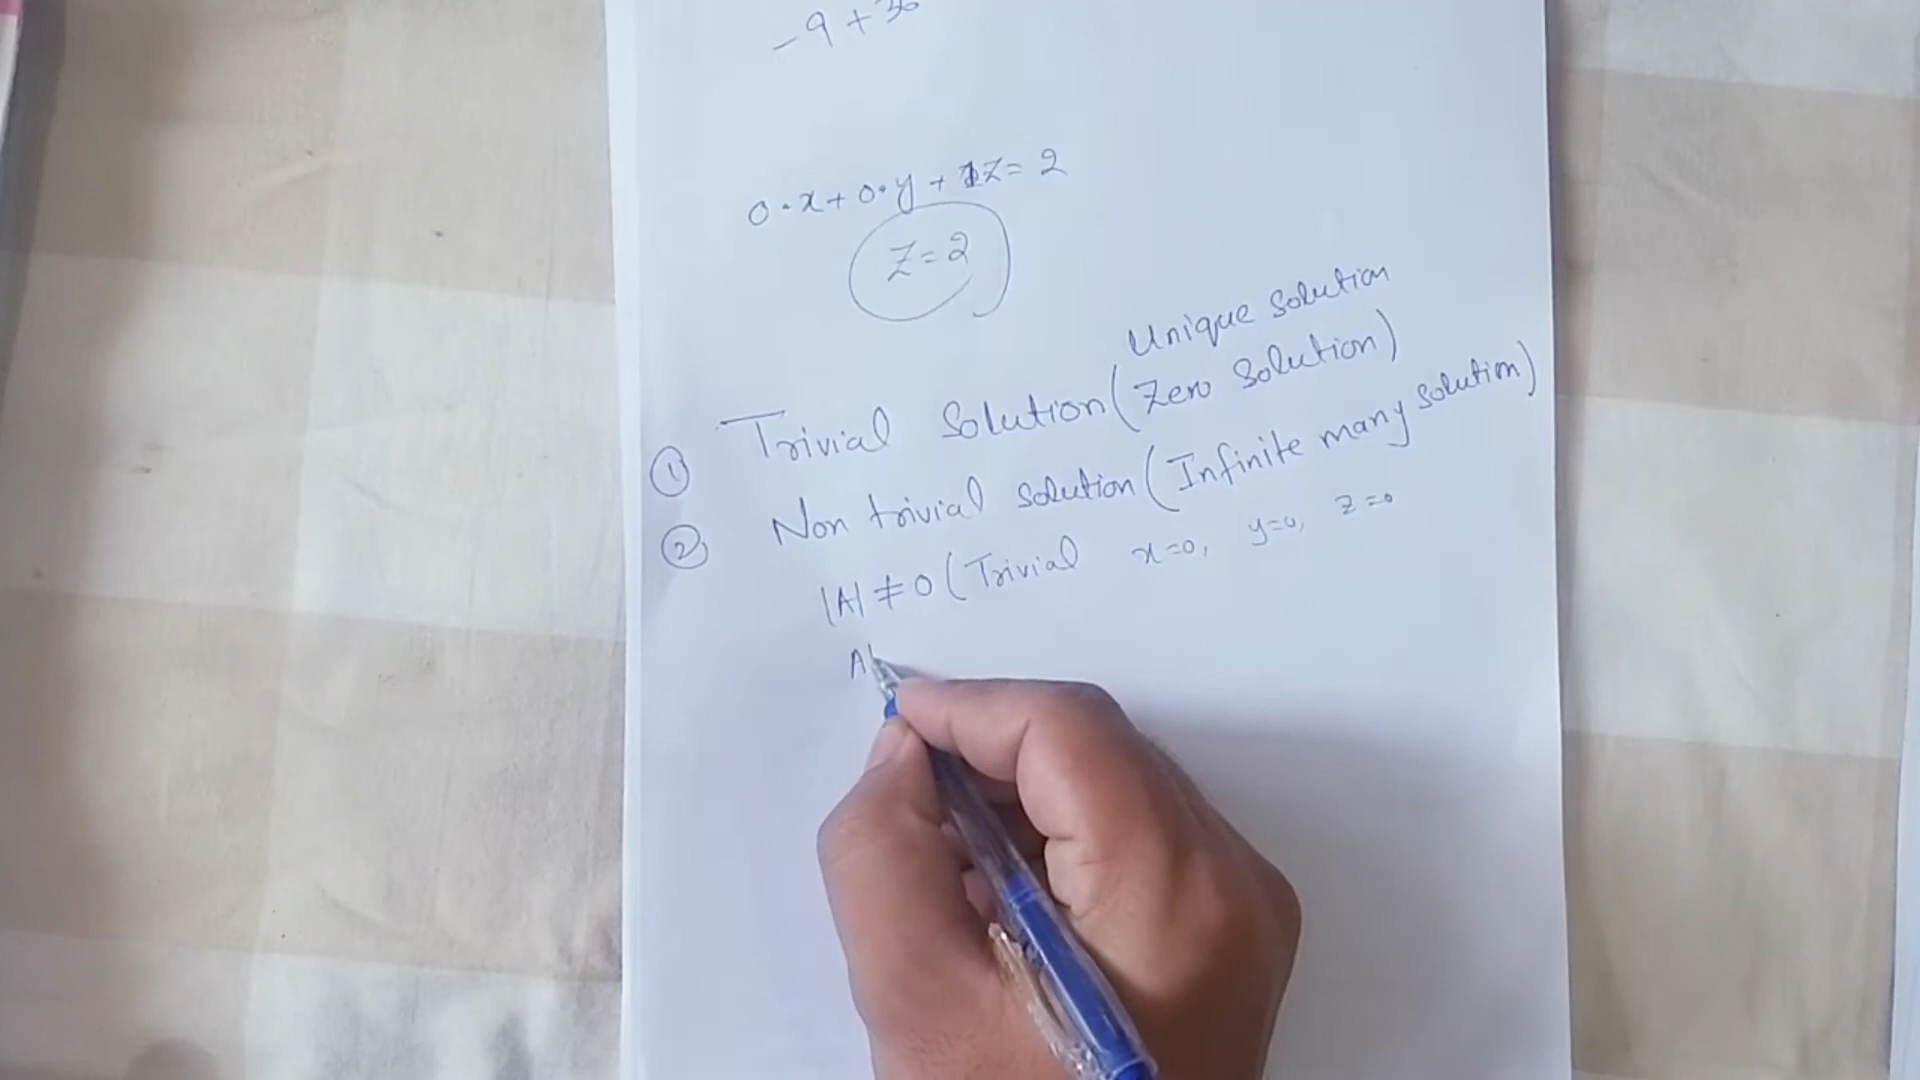 -9+36
0·x+0·y+1z=2
z=2
Unique solution
① Trivial solution (Zero solution)
② Non trivial solution (Infinite many solution)
|A| ≠ 0 (Trivial x=0, y=0, z=0
A|